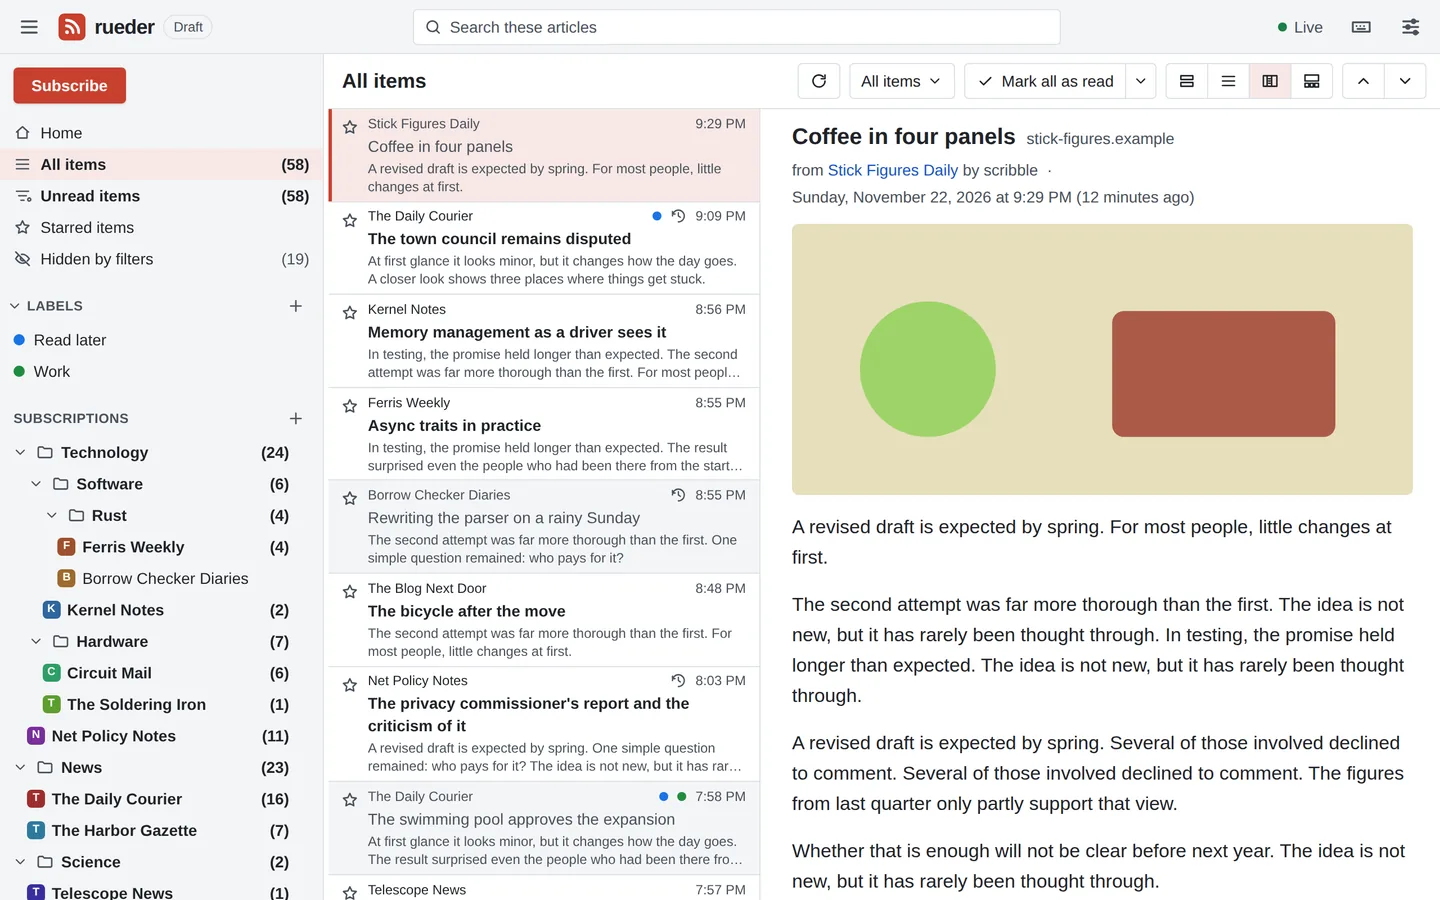 rueder Draft
Search these articles
Live
Subscribe
Home
All items (58)
Unread items (58)
Starred items
Hidden by filters (19)
LABELS
Read later
Work
SUBSCRIPTIONS
Technology (24)
Software (6)
Rust (4)
F Ferris Weekly (4)
B Borrow Checker Diaries
K Kernel Notes (2)
Hardware (7)
C Circuit Mail (6)
T The Soldering Iron (1)
N Net Policy Notes (11)
News (23)
T The Daily Courier (16)
T The Harbor Gazette (7)
Science (2)
T Telescope News (1)
All items
All items
Mark all as read
Stick Figures Daily 9:29 PM
Coffee in four panels
A revised draft is expected by spring. For most people, little
changes at first.
The Daily Courier 9:09 PM
The town council remains disputed
At first glance it looks minor, but it changes how the day goes.
A closer look shows three places where things get stuck.
Kernel Notes 8:56 PM
Memory management as a driver sees it
In testing, the promise held longer than expected. The second
attempt was far more thorough than the first. For most peopl…
Ferris Weekly 8:55 PM
Async traits in practice
In testing, the promise held longer than expected. The result
surprised even the people who had been there from the start…
Borrow Checker Diaries 8:55 PM
Rewriting the parser on a rainy Sunday
The second attempt was far more thorough than the first. One
simple question remained: who pays for it?
The Blog Next Door 8:48 PM
The bicycle after the move
The second attempt was far more thorough than the first. For
most people, little changes at first.
Net Policy Notes 8:03 PM
The privacy commissioner's report and the
criticism of it
A revised draft is expected by spring. One simple question
remained: who pays for it? The idea is not new, but it has rar…
The Daily Courier 7:58 PM
The swimming pool approves the expansion
At first glance it looks minor, but it changes how the day goes.
The result surprised even the people who had been there fro…
Telescope News 7:57 PM
Coffee in four panels stick-figures.example
from Stick Figures Daily by scribble ·
Sunday, November 22, 2026 at 9:29 PM (12 minutes ago)
A revised draft is expected by spring. For most people, little changes at
first.
The second attempt was far more thorough than the first. The idea is not
new, but it has rarely been thought through. In testing, the promise held
longer than expected. The idea is not new, but it has rarely been thought
through.
A revised draft is expected by spring. Several of those involved declined
to comment. Several of those involved declined to comment. The figures
from last quarter only partly support that view.
Whether that is enough will not be clear before next year. The idea is not
new, but it has rarely been thought through.